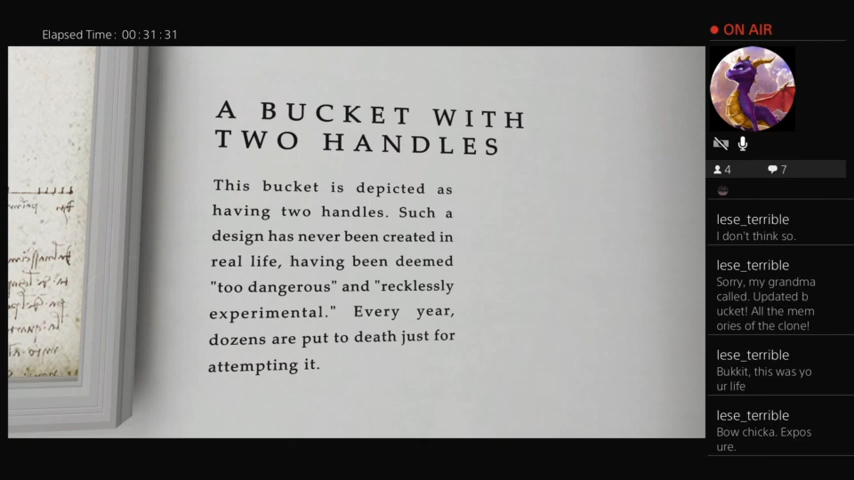 Elapsed Time: 00:31:31
ON AIR
A BUCKET WITH
TWO HANDLES
This bucket is depicted as
having two handles. Such a
design has never been created in
real life, having been deemed
"too dangerous" and "recklessly
experimental." Every year,
dozens are put to death just for
attempting it.
4
7
lese_terrible
I don't think so.
lese_terrible
Sorry, my grandma
called. Updated b
ucket! All the mem
ories of the clone!
lese_terrible
Bukkit, this was yo
ur life
lese_terrible
Bow chicka. Expos
ure.